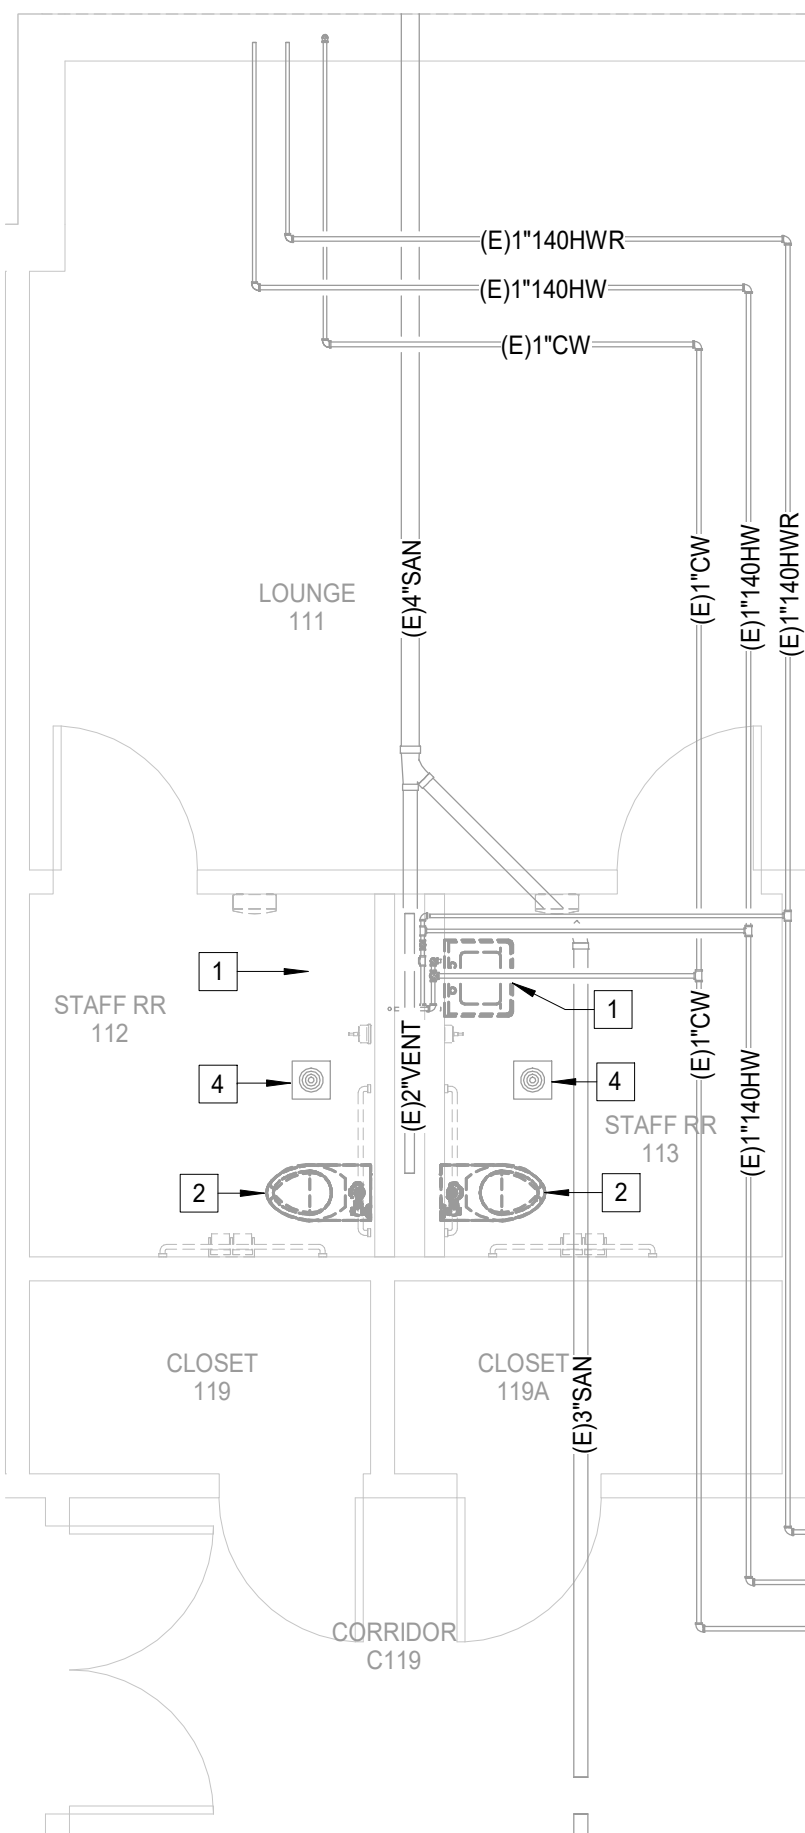 (E)1"140HWR
(E)1"140HW
(E)1"CW
(E)4"SAN
(E)1"CW
(E)1"140HW
(E)1"140HWR
LOUNGE
111
1
STAFF RR
112
1
(E)2"VENT
(E)1"CW
(E)1"140HW
4
4
STAFF RR
113
2
2
CLOSET
119
CLOSET
119A
(E)3"SAN
CORRIDOR
C119